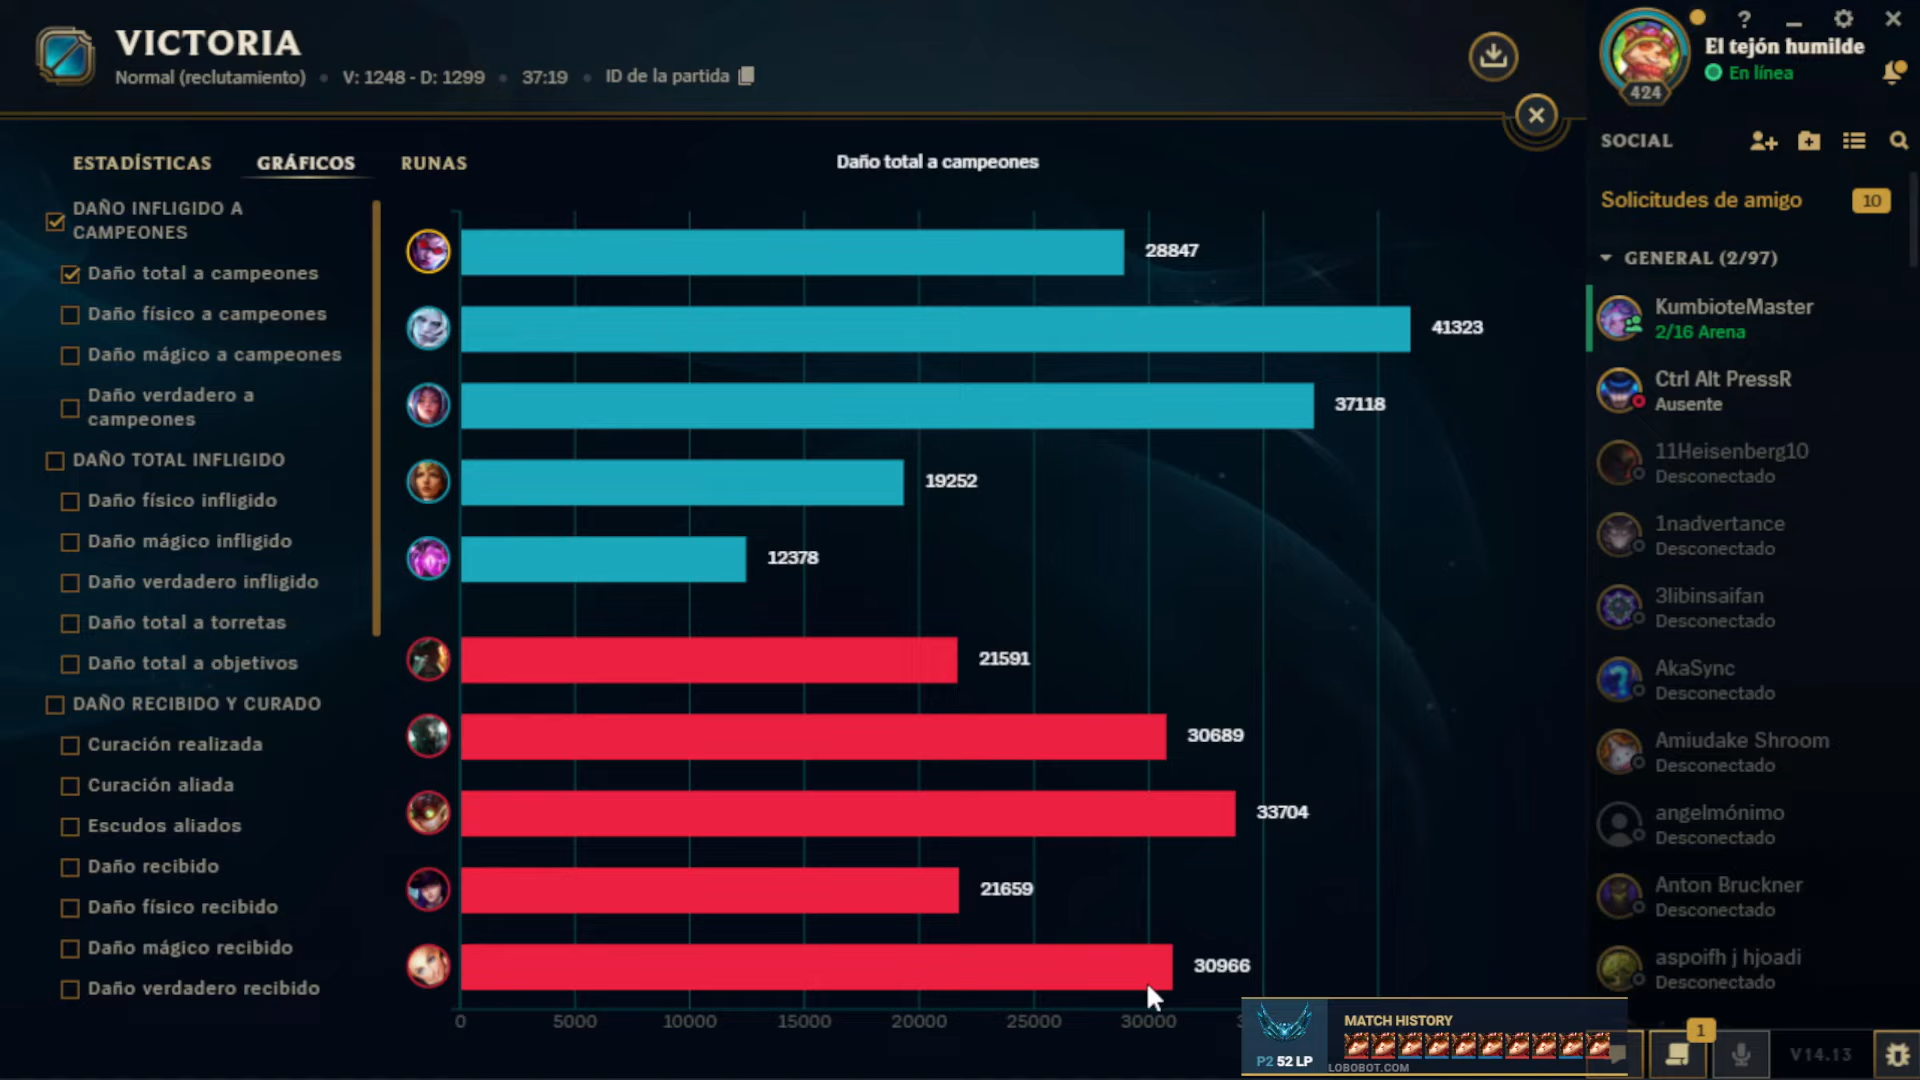 VICTORIA
Normal (reclutamiento) • V: 1248 - D: 1299 • 37:19 • ID de la partida
ESTADÍSTICAS GRÁFICOS RUNAS
DAÑO INFLIGIDO A
CAMPEONES
Daño total a campeones
Daño físico a campeones
Daño mágico a campeones
Daño verdadero a
campeones
DAÑO TOTAL INFLIGIDO
Daño físico infligido
Daño mágico infligido
Daño verdadero infligido
Daño total a torretas
Daño total a objetivos
DAÑO RECIBIDO Y CURADO
Curación realizada
Curación aliada
Escudos aliados
Daño recibido
Daño físico recibido
Daño mágico recibido
Daño verdadero recibido
Daño total a campeones
28847
41323
37118
19252
12378
21591
30689
33704
21659
30966
0 5000 10000 15000 20000 25000 30000
MATCH HISTORY
P2 52 LP
LOBOBOT.COM
?
El tejón humilde
En línea
424
SOCIAL
Solicitudes de amigo 10
GENERAL (2/97)
KumbioteMaster
2/16 Arena
Ctrl Alt PressR
Ausente
11Heisenberg10
Desconectado
1nadvertance
Desconectado
3libinsaifan
Desconectado
AkaSync
Desconectado
Amiudake Shroom
Desconectado
angelmónimo
Desconectado
Anton Bruckner
Desconectado
aspoifh j hjoadi
Desconectado
1
V14.13